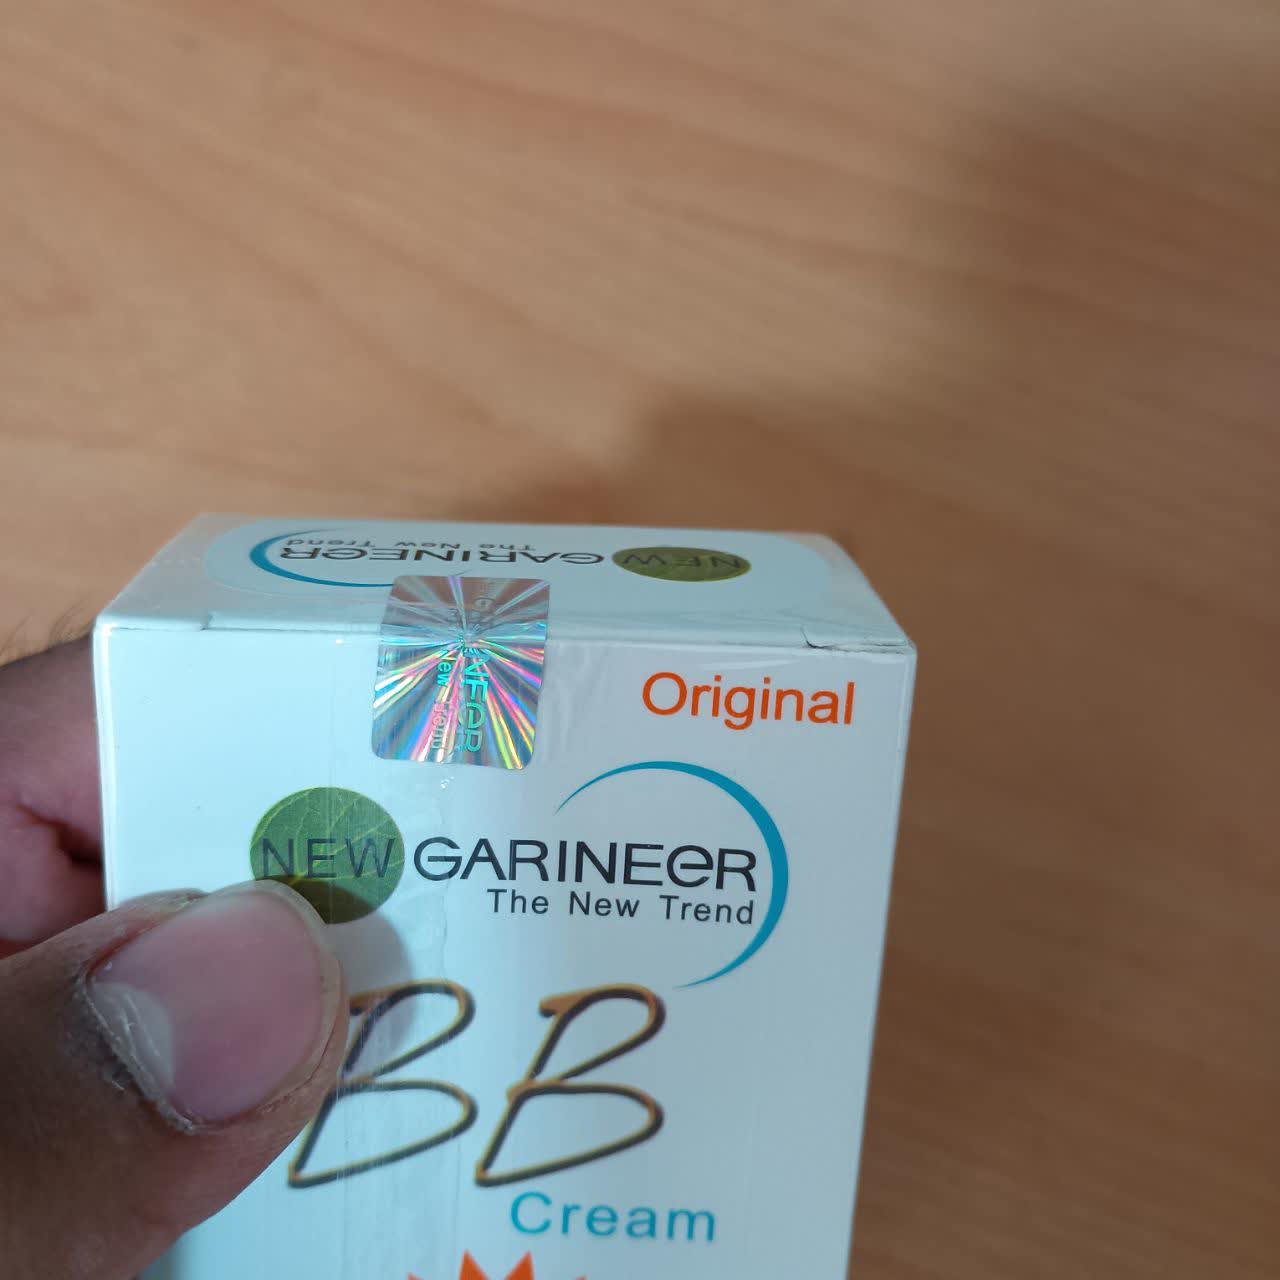 NEW GARINEER
The New Trend
Original
NEW GARINEER
The New Trend
BB
Cream